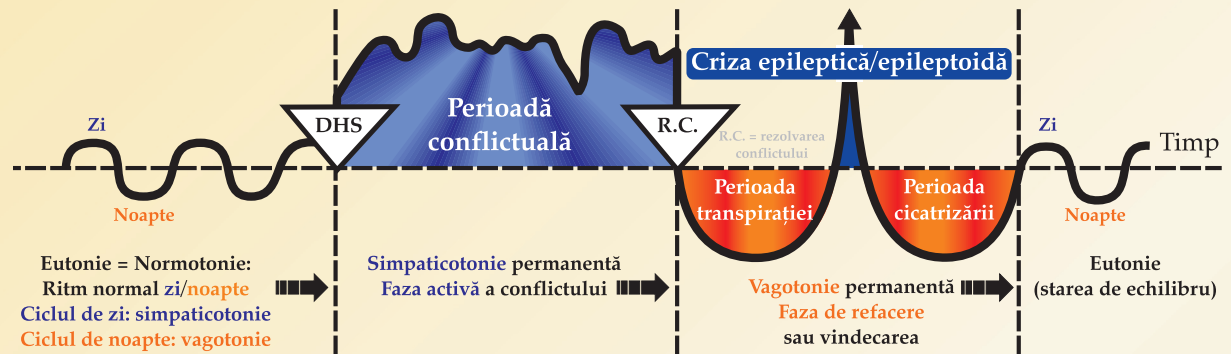 Zi
Noapte
DHS
Perioadă
conflictuală
R.C.
Criza epileptică/epileptoidă
R.C. = rezolvarea
conflictului
Perioada
transpirației
Perioada
cicatrizării
Zi
Noapte
Timp
Eutonie = Normotonie:
Ritm normal zi/noapte
Ciclul de zi: simpaticotonie
Ciclul de noapte: vagotonie
Simpaticotonie permanentă
Faza activă a conflictului
Vagotonie permanentă
Faza de refacere
sau vindecarea
Eutonie
(starea de echilibru)